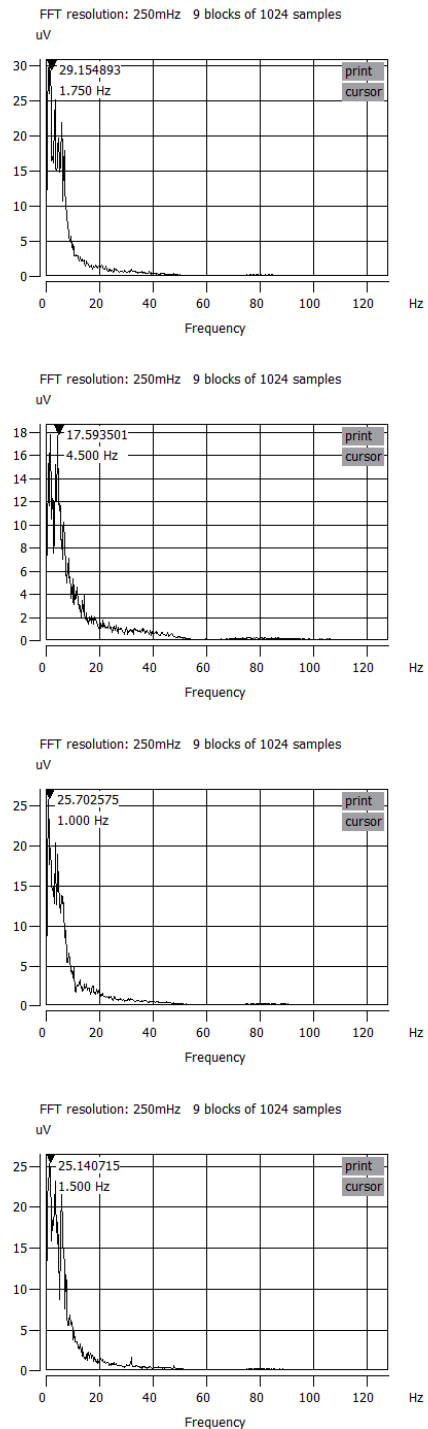 FFT resolution: 250mHz   9 blocks of 1024 samples
uV
30
29.154893
print
1.750 Hz
cursor
25
20
15
10
5
0
0 20 40 60 80 100 120 Hz
Frequency
FFT resolution: 250mHz   9 blocks of 1024 samples
uV
18
17.593501
print
16
4.500 Hz
cursor
14
12
10
8
6
4
2
0
0 20 40 60 80 100 120 Hz
Frequency
FFT resolution: 250mHz   9 blocks of 1024 samples
uV
25
25.702575
print
1.000 Hz
cursor
20
15
10
5
0
0 20 40 60 80 100 120 Hz
Frequency
FFT resolution: 250mHz   9 blocks of 1024 samples
uV
25
25.140715
print
1.500 Hz
cursor
20
15
10
5
0
0 20 40 60 80 100 120 Hz
Frequency